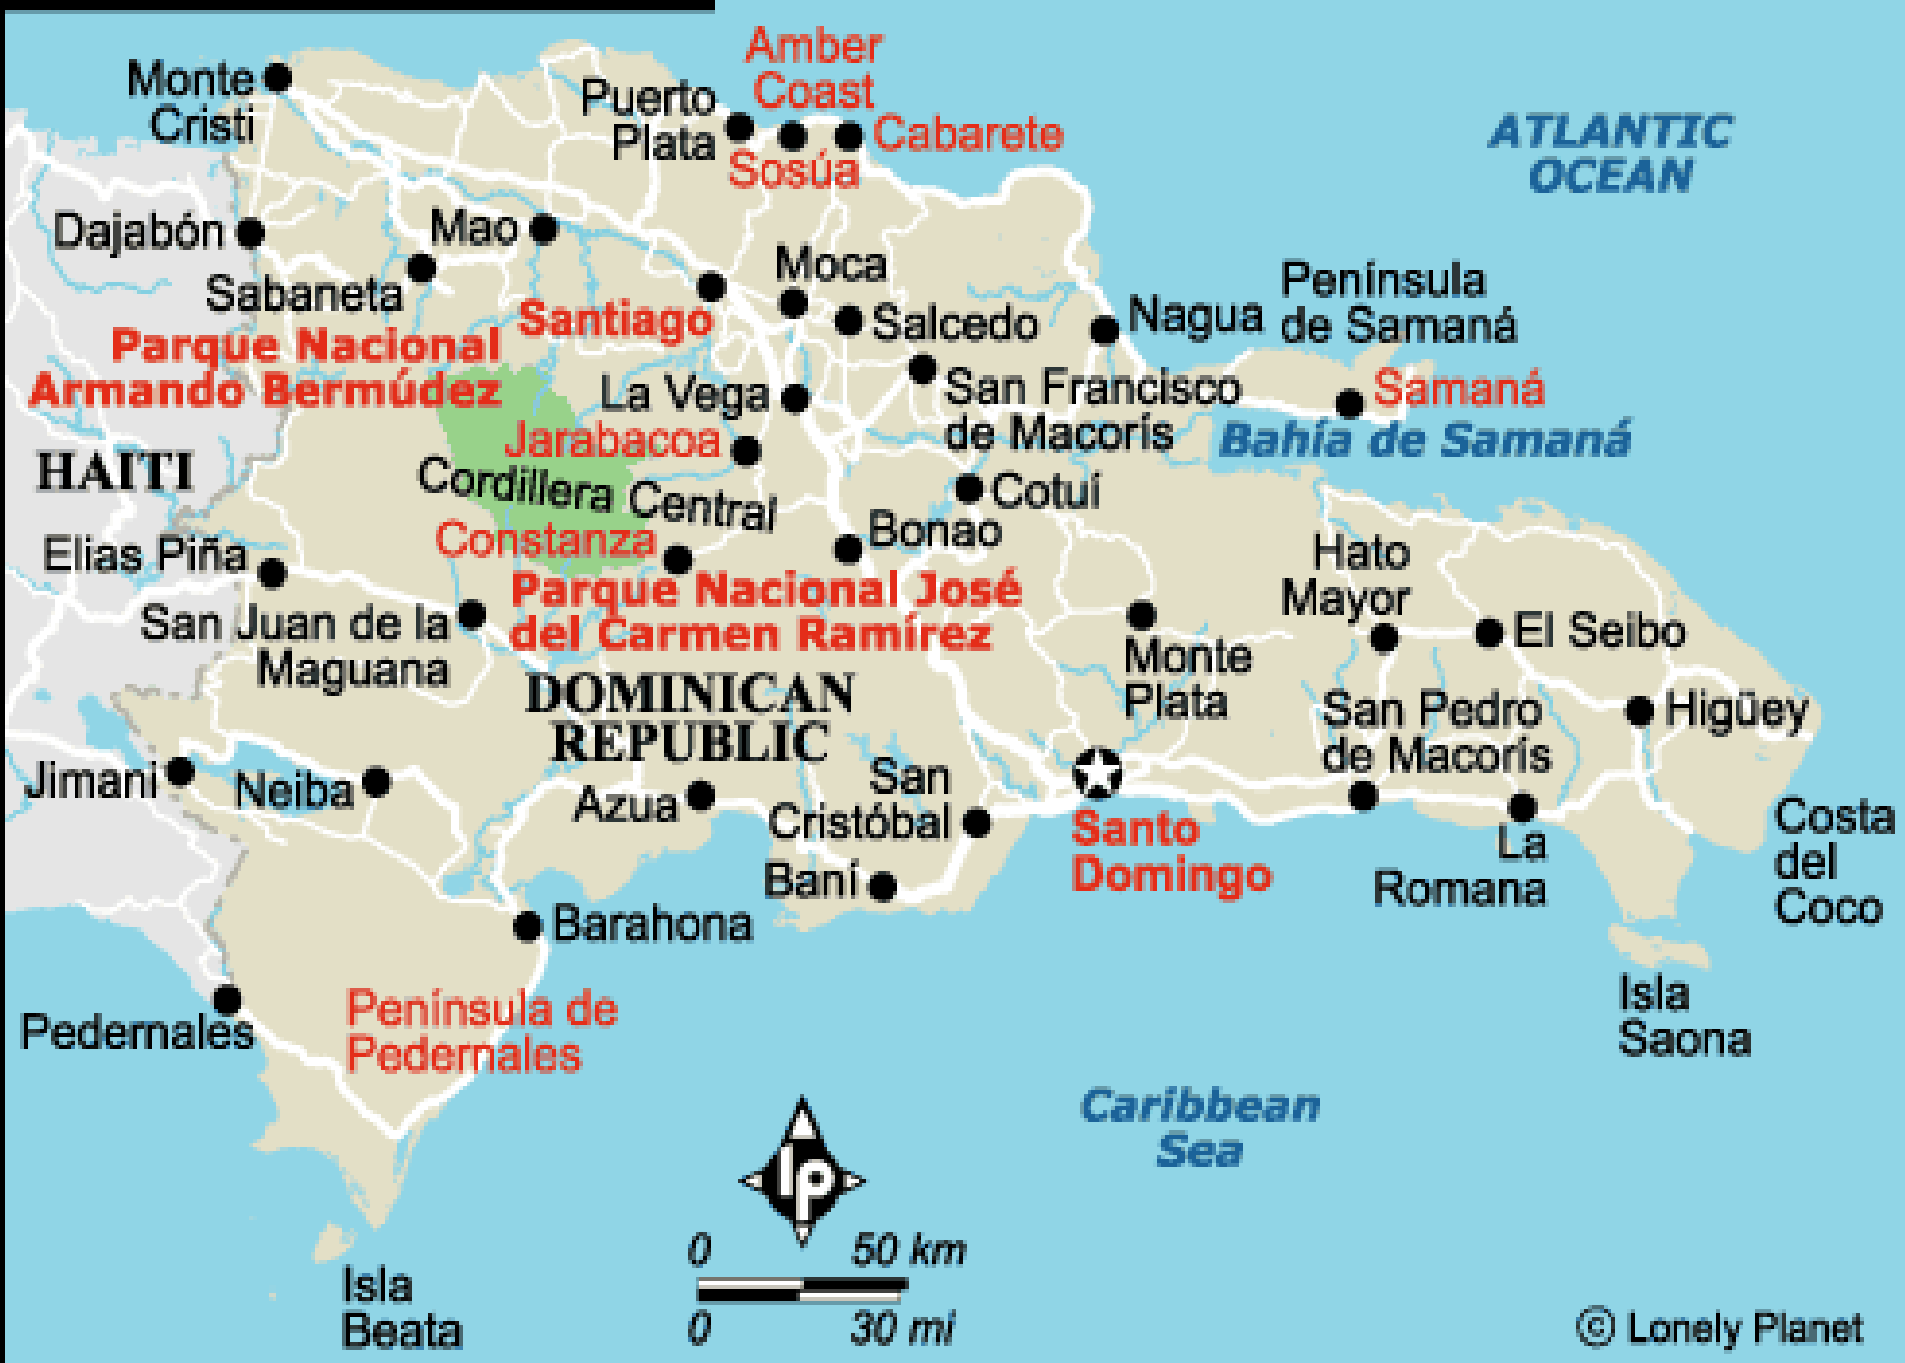 Amber
Coast
Monte
Cristi
Puerto
Plata
Cabarete
Sosúa
ATLANTIC
OCEAN
Dajabón
Mao
Moca
Sabaneta
Santiago
Salcedo
Nagua
Península
de Samaná
Parque Nacional
Armando Bermúdez
La Vega
San Francisco
de Macorís
Samaná
Bahía de Samaná
Jarabacoa
HAITI
Cordillera Central
Cotuí
Constanza
Bonao
Elias Piña
Hato
Mayor
Parque Nacional José
del Carmen Ramírez
San Juan de la
Maguana
El Seibo
Monte
Plata
DOMINICAN
REPUBLIC
San Pedro
de Macorís
Higüey
Jimani
Neiba
Azua
San
Cristóbal
Santo
Domingo
La
Romana
Costa
del
Coco
Baní
Barahona
Isla
Saona
Pedernales
Península de
Pedernales
Caribbean
Sea
lp
0 50 km
0 30 mi
Isla
Beata
© Lonely Planet